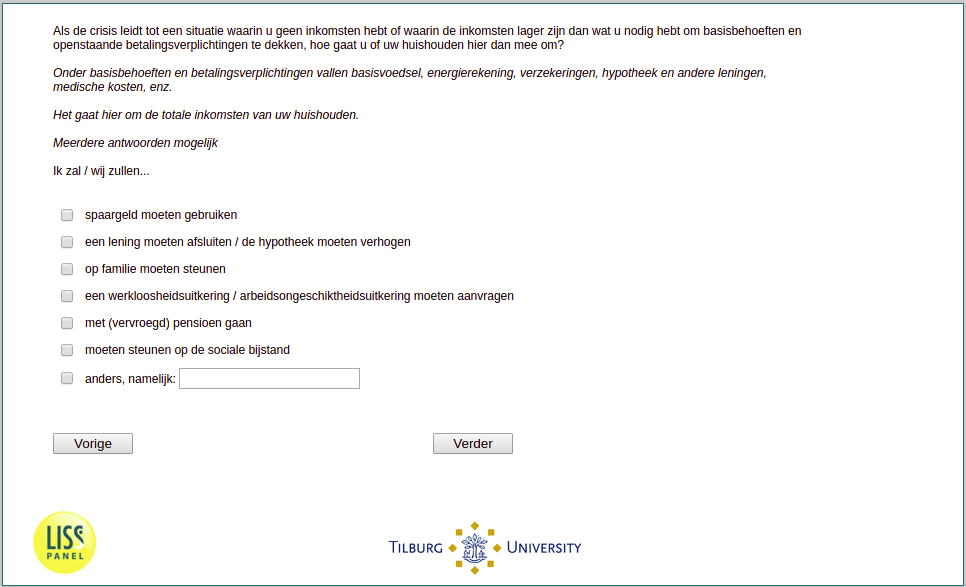 Als de crisis leidt tot een situatie waarin u geen inkomsten hebt of waarin de inkomsten lager zijn dan wat u nodig hebt om basisbehoeften en
openstaande betalingsverplichtingen te dekken, hoe gaat u of uw huishouden hier dan mee om?
Onder basisbehoeften en betalingsverplichtingen vallen basisvoedsel, energierekening, verzekeringen, hypotheek en andere leningen,
medische kosten, enz.
Het gaat hier om de totale inkomsten van uw huishouden.
Meerdere antwoorden mogelijk
Ik zal / wij zullen...
spaargeld moeten gebruiken
een lening moeten afsluiten / de hypotheek moeten verhogen
op familie moeten steunen
een werkloosheidsuitkering / arbeidsongeschiktheidsuitkering moeten aanvragen
met (vervroegd) pensioen gaan
moeten steunen op de sociale bijstand
anders, namelijk:
Vorige Verder
LISS
PANEL
TILBURG UNIVERSITY